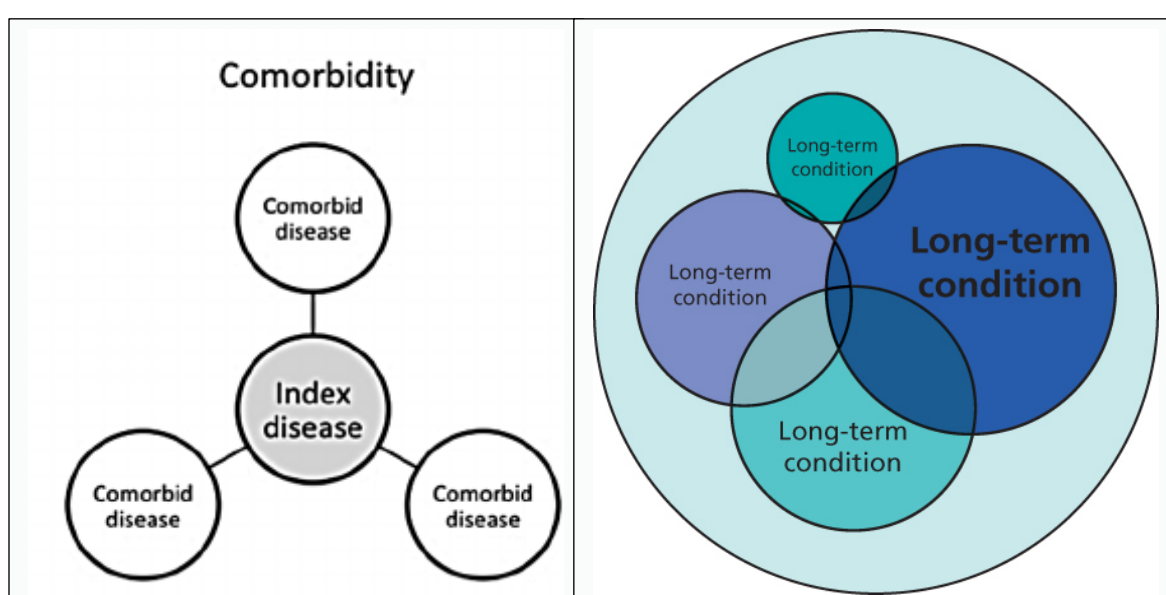 Comorbidity
Comorbid
disease
Index
disease
Comorbid
disease
Comorbid
disease
Long-term
condition
Long-term
condition
Long-term
condition
Long-term
condition